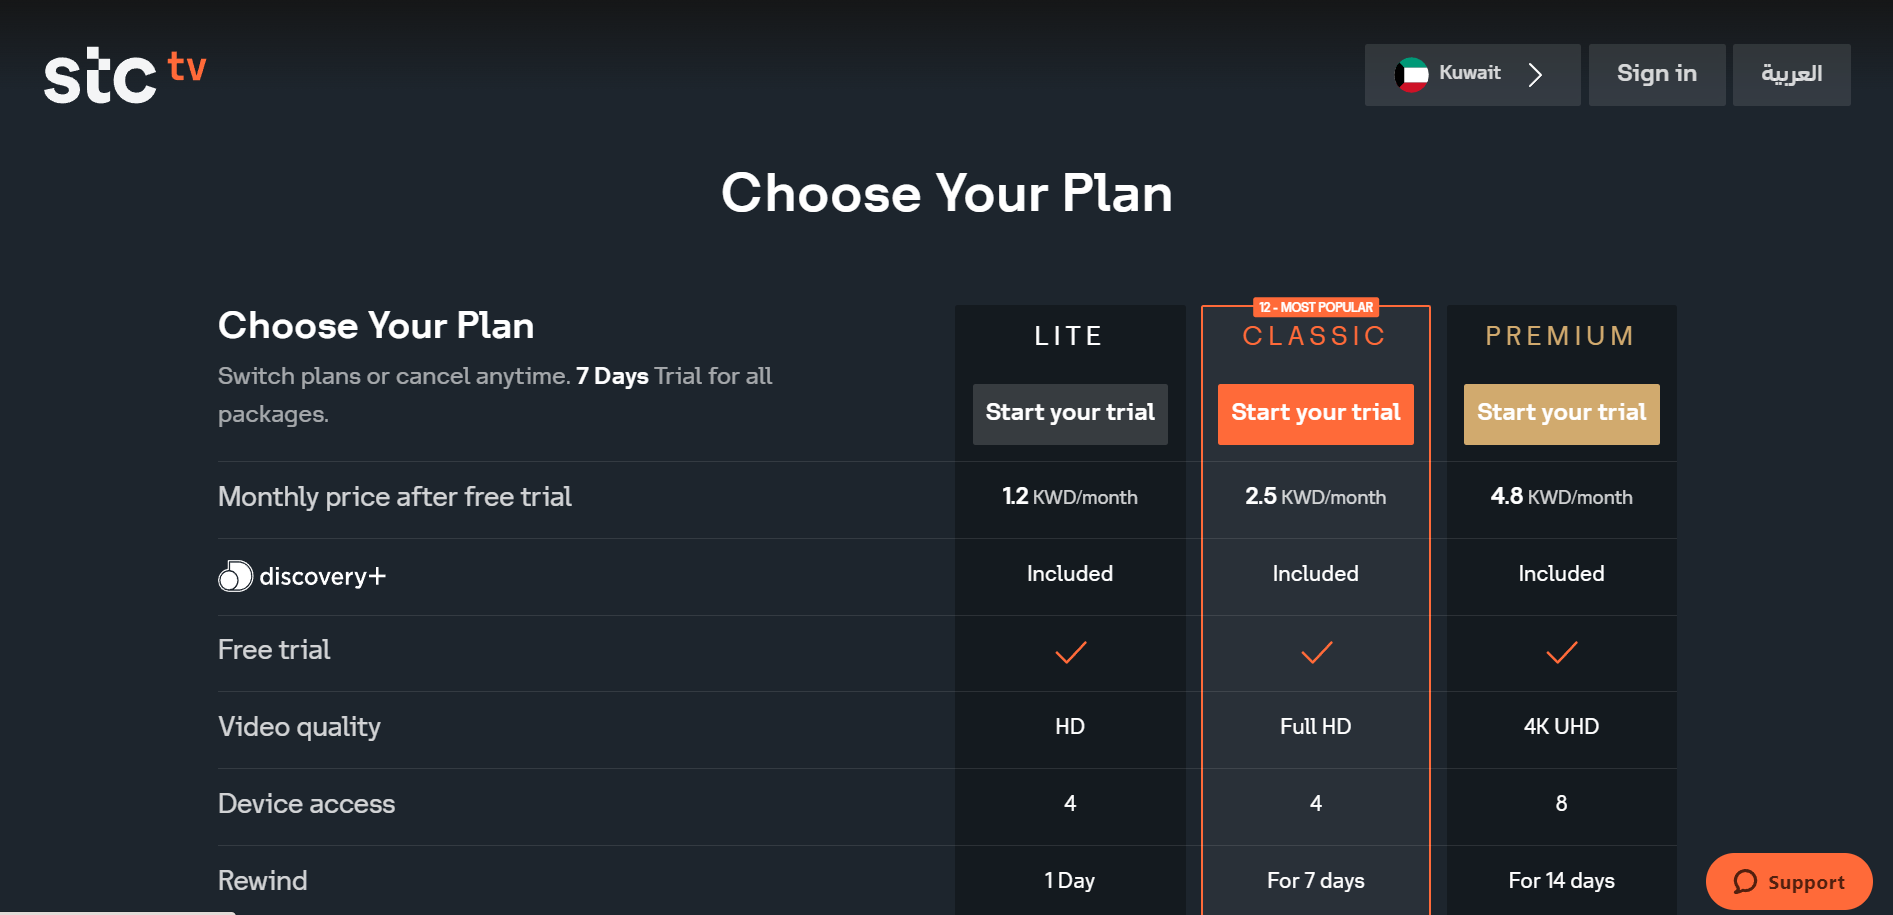 stc tv
Kuwait
Sign in
العربية
Choose Your Plan
Choose Your Plan
Switch plans or cancel anytime. 7 Days Trial for all
packages.
12 - MOST POPULAR
LITE CLASSIC PREMIUM
Start your trial Start your trial Start your trial
Monthly price after free trial 1.2 KWD/month 2.5 KWD/month 4.8 KWD/month
discovery+ Included Included Included
Free trial
Video quality HD Full HD 4K UHD
Device access 4 4 8
Rewind 1 Day For 7 days For 14 days
Support